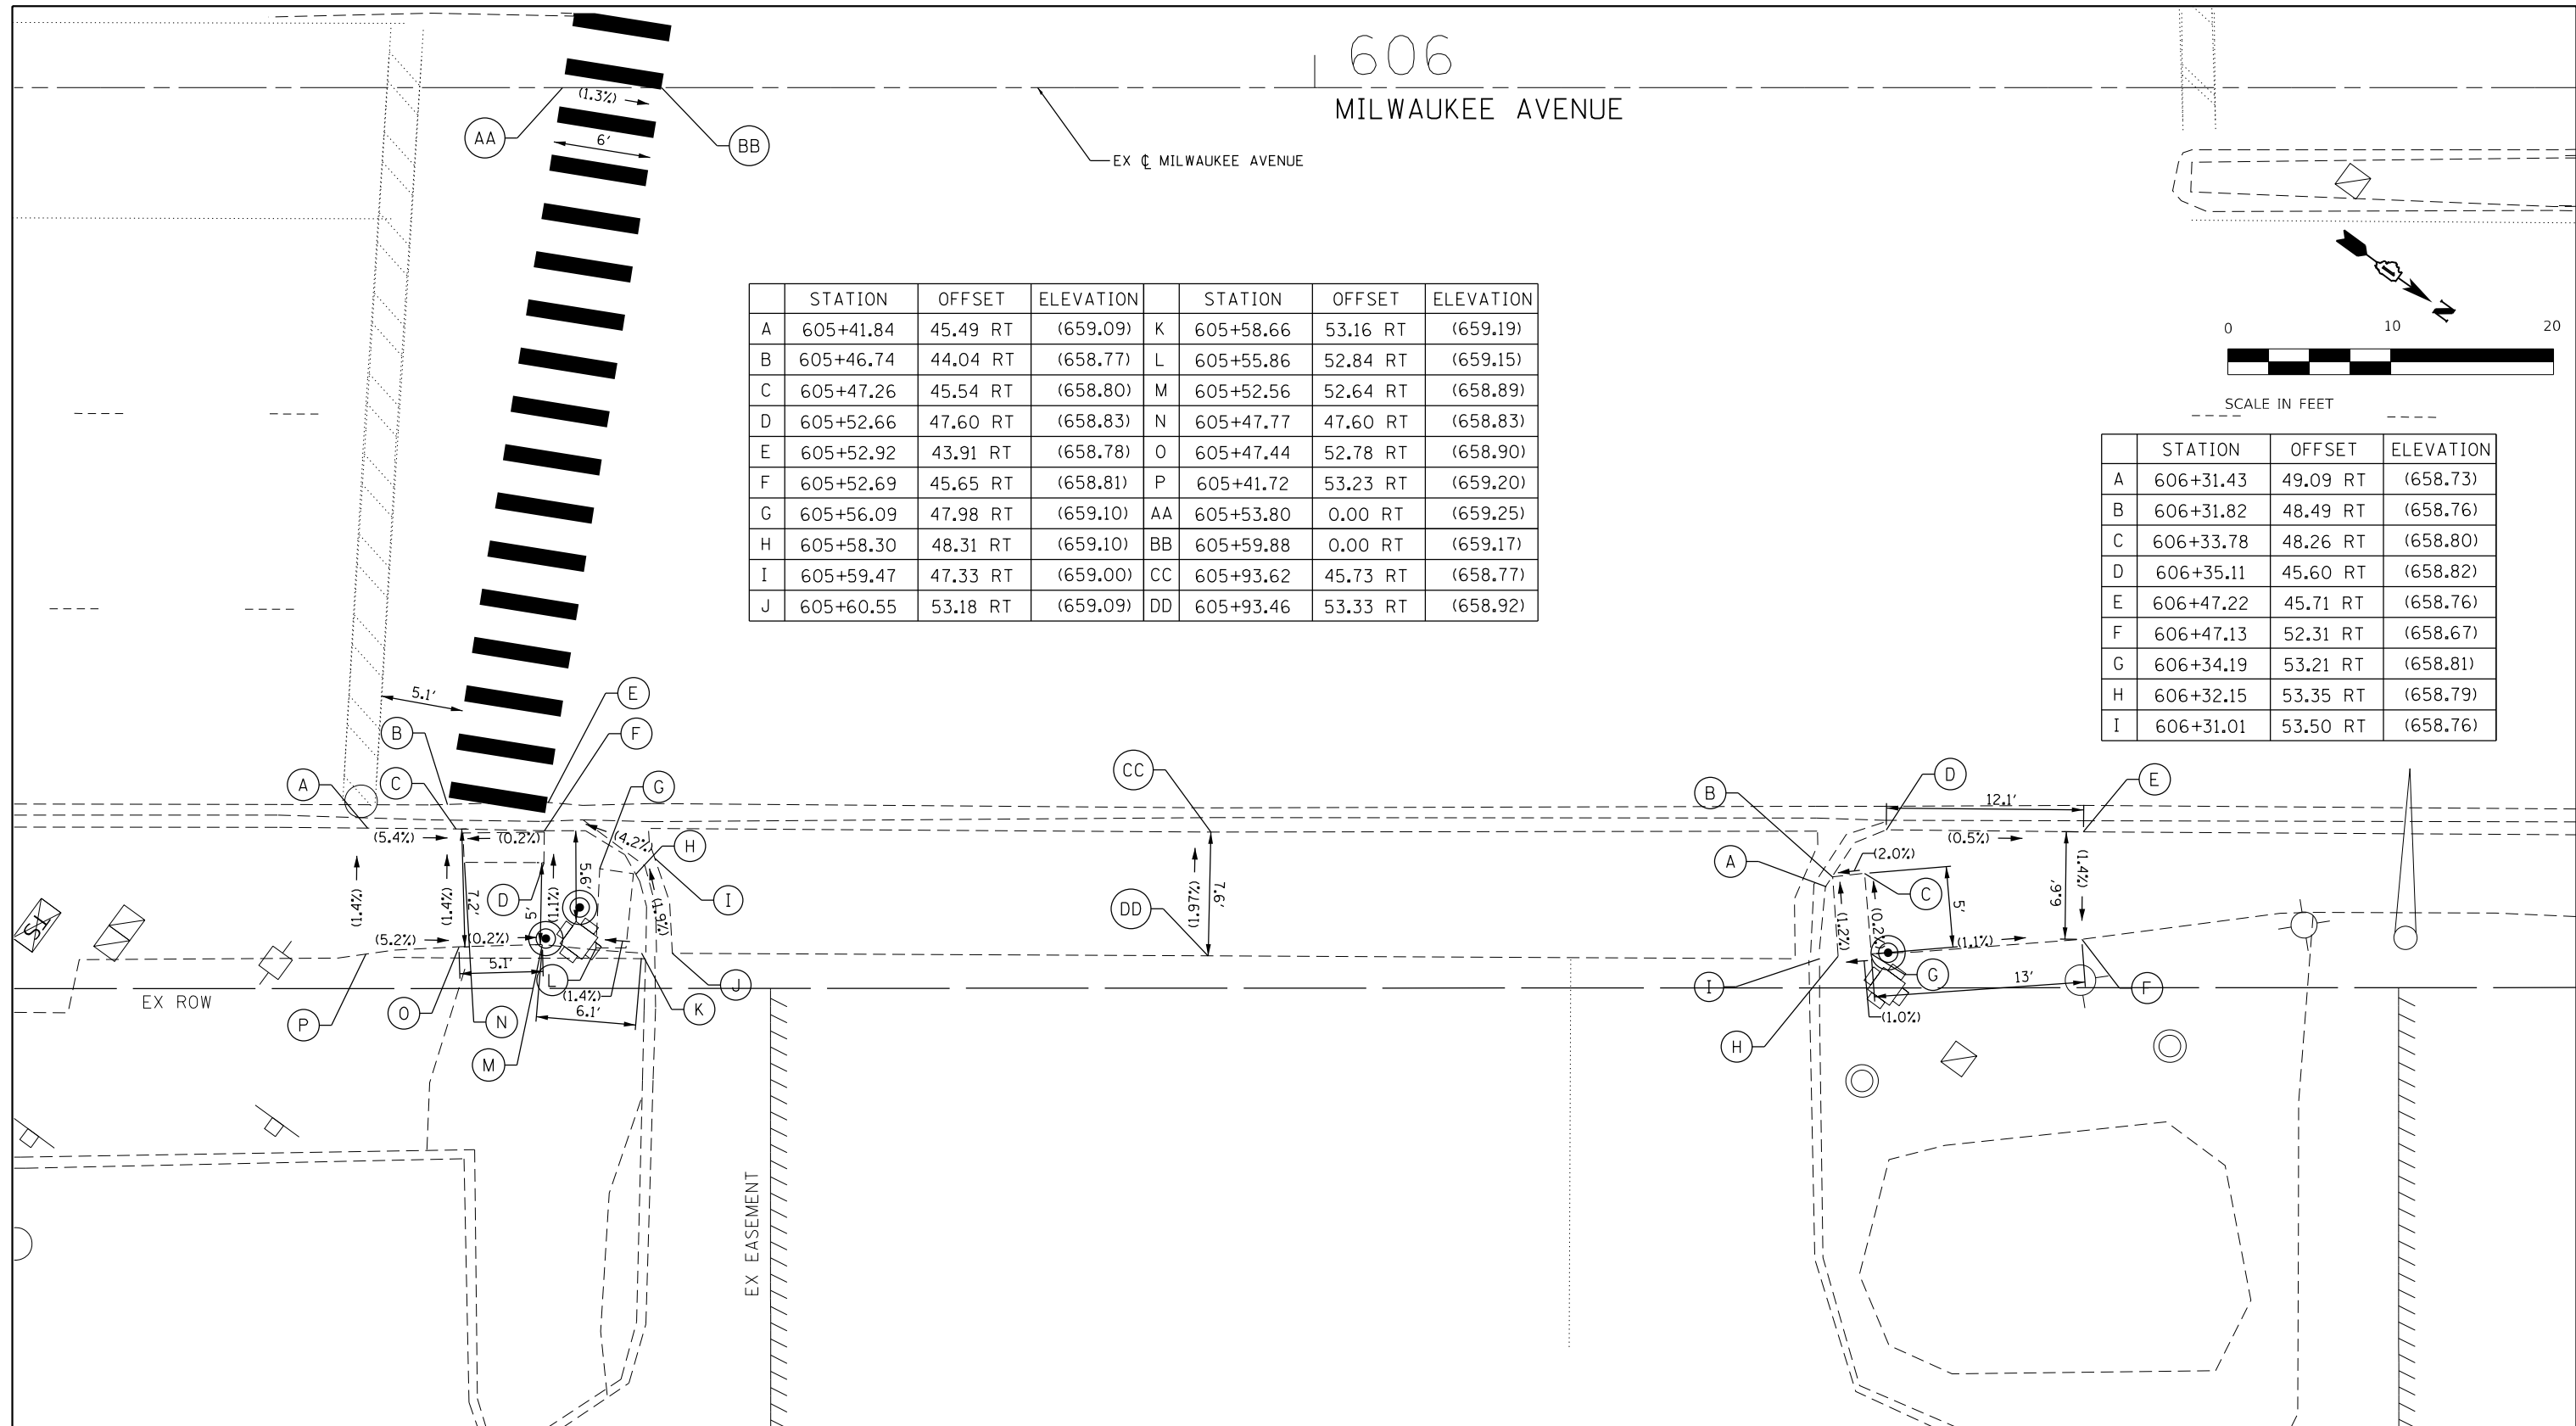 606
MILWAUKEE AVENUE
EX ℄ MILWAUKEE AVENUE
(1.3%)
6'
AA
BB
STATION OFFSET ELEVATION STATION OFFSET ELEVATION
A 605+41.84 45.49 RT (659.09) K 605+58.66 53.16 RT (659.19)
B 605+46.74 44.04 RT (658.77) L 605+55.86 52.84 RT (659.15)
C 605+47.26 45.54 RT (658.80) M 605+52.56 52.64 RT (658.89)
D 605+52.66 47.60 RT (658.83) N 605+47.77 47.60 RT (658.83)
E 605+52.92 43.91 RT (658.78) O 605+47.44 52.78 RT (658.90)
F 605+52.69 45.65 RT (658.81) P 605+41.72 53.23 RT (659.20)
G 605+56.09 47.98 RT (659.10) AA 605+53.80 0.00 RT (659.25)
H 605+58.30 48.31 RT (659.10) BB 605+59.88 0.00 RT (659.17)
I 605+59.47 47.33 RT (659.00) CC 605+93.62 45.73 RT (658.77)
J 605+60.55 53.18 RT (659.09) DD 605+93.46 53.33 RT (658.92)
N
0 10 20
SCALE IN FEET
STATION OFFSET ELEVATION
A 606+31.43 49.09 RT (658.73)
B 606+31.82 48.49 RT (658.76)
C 606+33.78 48.26 RT (658.80)
D 606+35.11 45.60 RT (658.82)
E 606+47.22 45.71 RT (658.76)
F 606+47.13 52.31 RT (658.67)
G 606+34.19 53.21 RT (658.81)
H 606+32.15 53.35 RT (658.79)
I 606+31.01 53.50 RT (658.76)
5.1'
E
B
F
A
C
G
(5.4%)
(0.2%)
(4.2%)
H
(1.4%)
(1.4%)
7.2'
D
5'
(1.1%)
5.6'
(1.9%)
I
(5.2%)
(0.2%)
5.1'
L
(1.4%)
6.1'
J
K
P
O
N
M
EX ROW
EX EASEMENT
CC
DD
(1.97%)
7.6'
B
D
12.1'
E
(0.5%)
A
(2.0%)
C
(1.4%)
6.6'
5'
(1.2%)
(0.2%)
(1.1%)
G
I
13'
F
(1.0%)
H